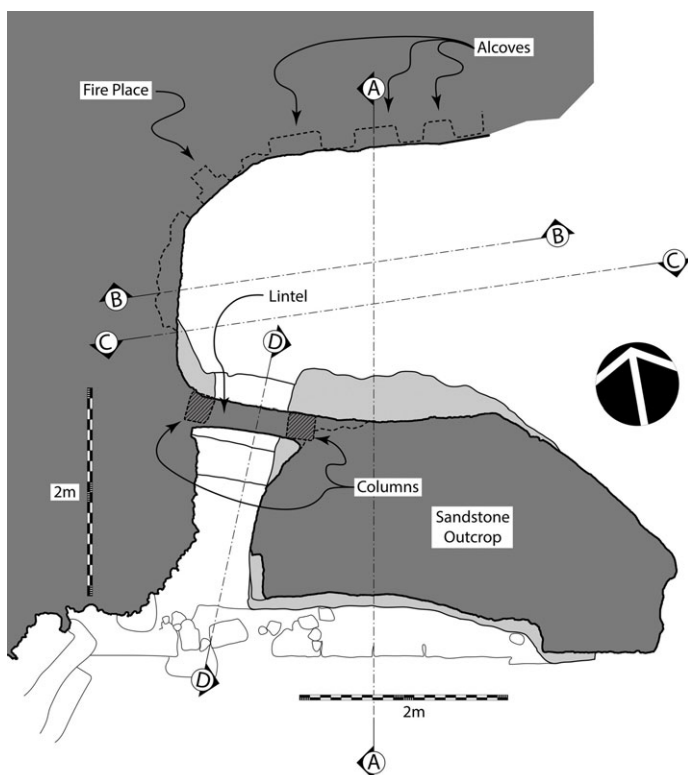 Alcoves
A
Fire Place
B
B
C
Lintel
C
D
2m
Columns
Sandstone
Outcrop
D
2m
A